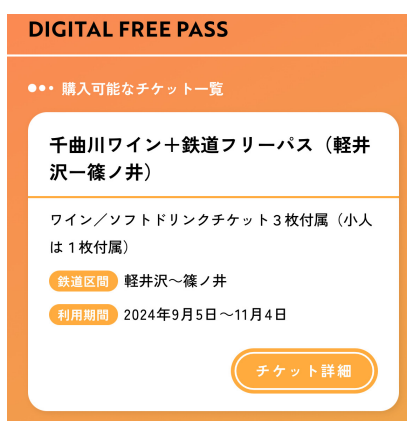 DIGITAL FREE PASS
購入可能なチケット一覧
千曲川ワイン＋鉄道フリーパス（軽井
沢ー篠ノ井）
ワイン／ソフトドリンクチケット３枚付属（小人
は１枚付属）
鉄道区間 軽井沢〜篠ノ井
利用期間 2024年9月5日〜11月4日
チケット詳細